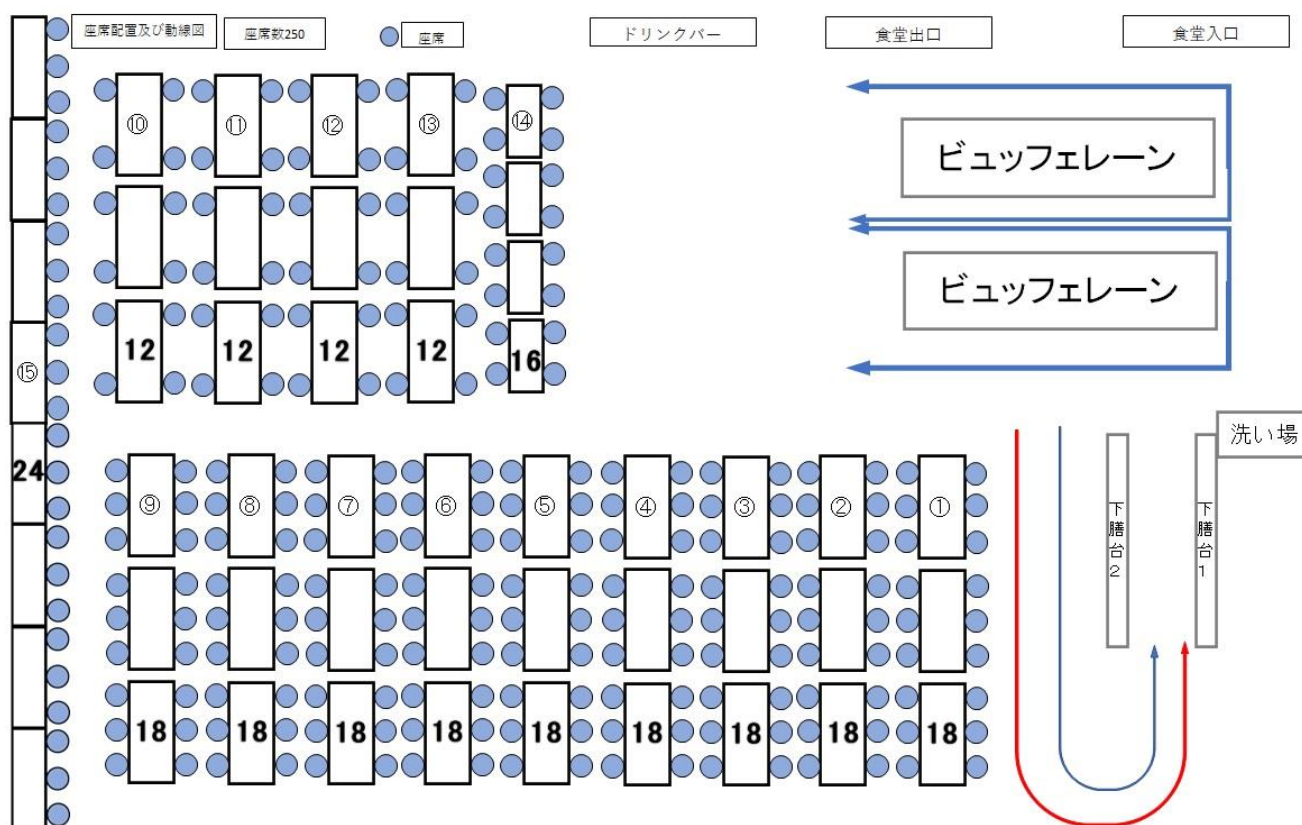 座席配置及び動線図
座席数250
座席
ドリンクバー
食堂出口
食堂入口
⑩
⑪
⑫
⑬
⑭
ビュッフェレーン
ビュッフェレーン
12
12
12
12
16
⑮
24
洗い場
⑨
⑧
⑦
⑥
⑤
④
③
②
①
下膳台2
下膳台1
18
18
18
18
18
18
18
18
18